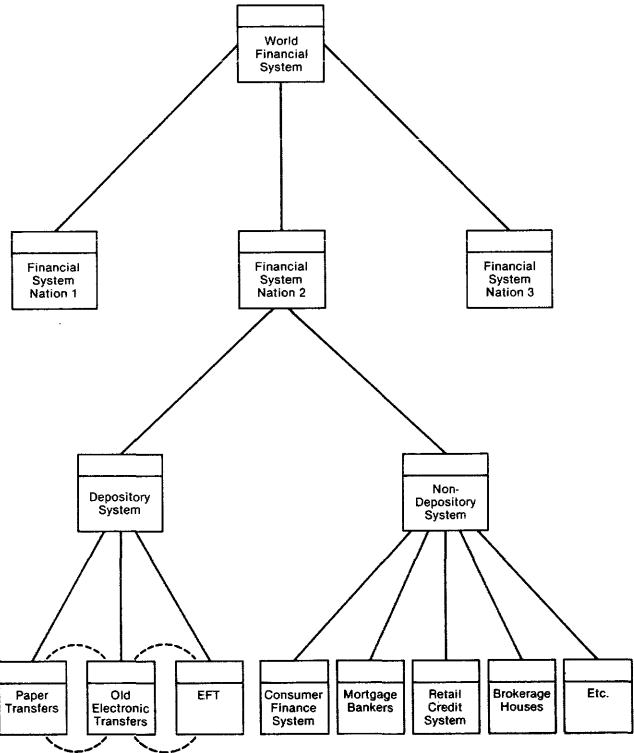 World
Financial
System
Financial
System
Nation 1
Financial
System
Nation 2
Financial
System
Nation 3
Depository
System
Non-
Depository
System
Paper
Transfers
Old
Electronic
Transfers
EFT
Consumer
Finance
System
Mortgage
Bankers
Retail
Credit
System
Brokerage
Houses
Etc.